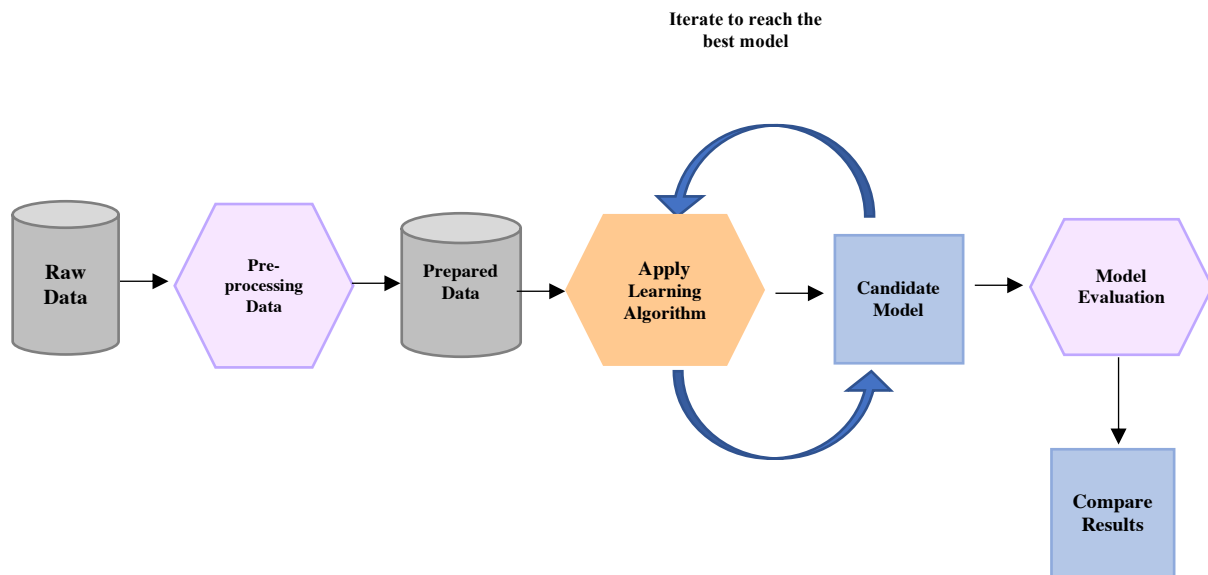 Iterate to reach the
best model
Raw
Data
Pre-
processing
Data
Prepared
Data
Apply
Learning
Algorithm
Candidate
Model
Model
Evaluation
Compare
Results